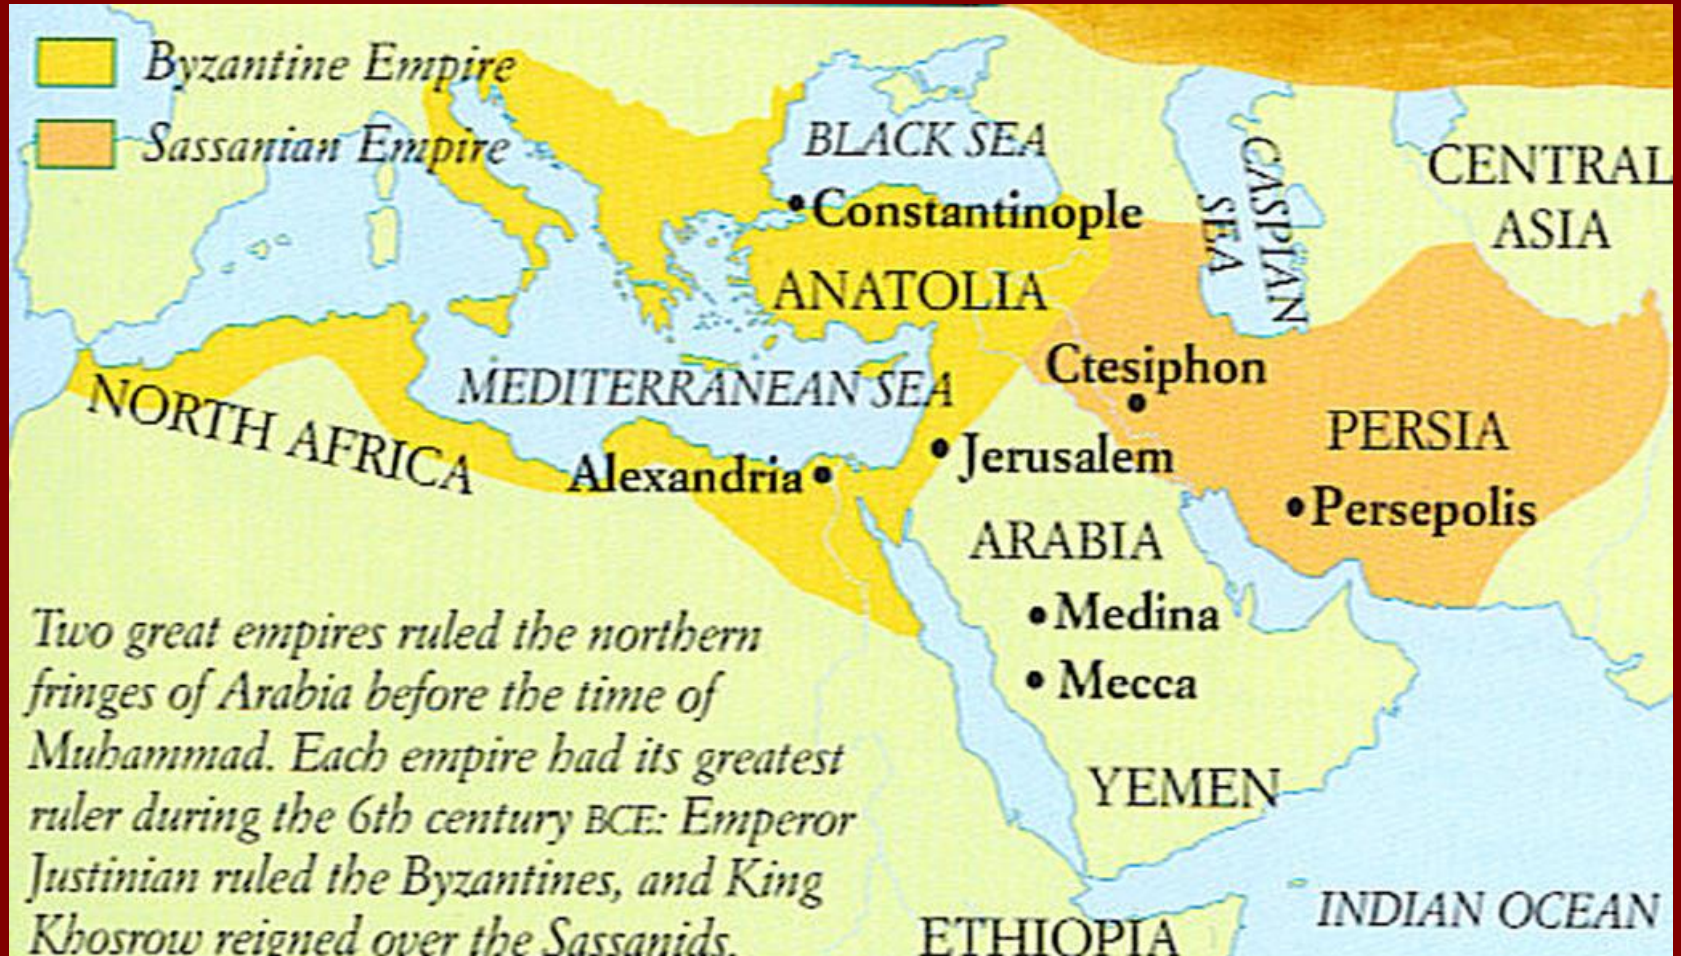 Byzantine Empire
Sassanian Empire
BLACK SEA
CASPIAN
SEA
CENTRAL
ASIA
Constantinople
ANATOLIA
Ctesiphon
MEDITERRANEAN SEA
NORTH AFRICA
PERSIA
Alexandria
Jerusalem
Persepolis
ARABIA
Medina
Mecca
YEMEN
ETHIOPIA
INDIAN OCEAN
Two great empires ruled the northern
fringes of Arabia before the time of
Muhammad. Each empire had its greatest
ruler during the 6th century BCE: Emperor
Justinian ruled the Byzantines, and King
Khosrow reigned over the Sassanids.